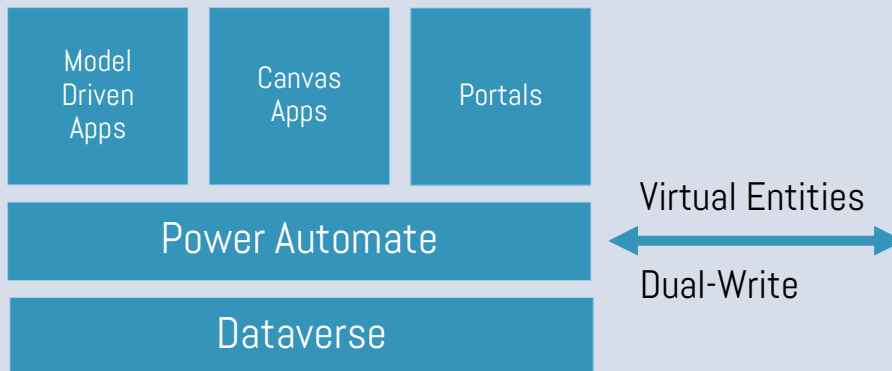 Model
Driven
Apps
Canvas
Apps
Portals
Virtual Entities
Power Automate
Dual-Write
Dataverse